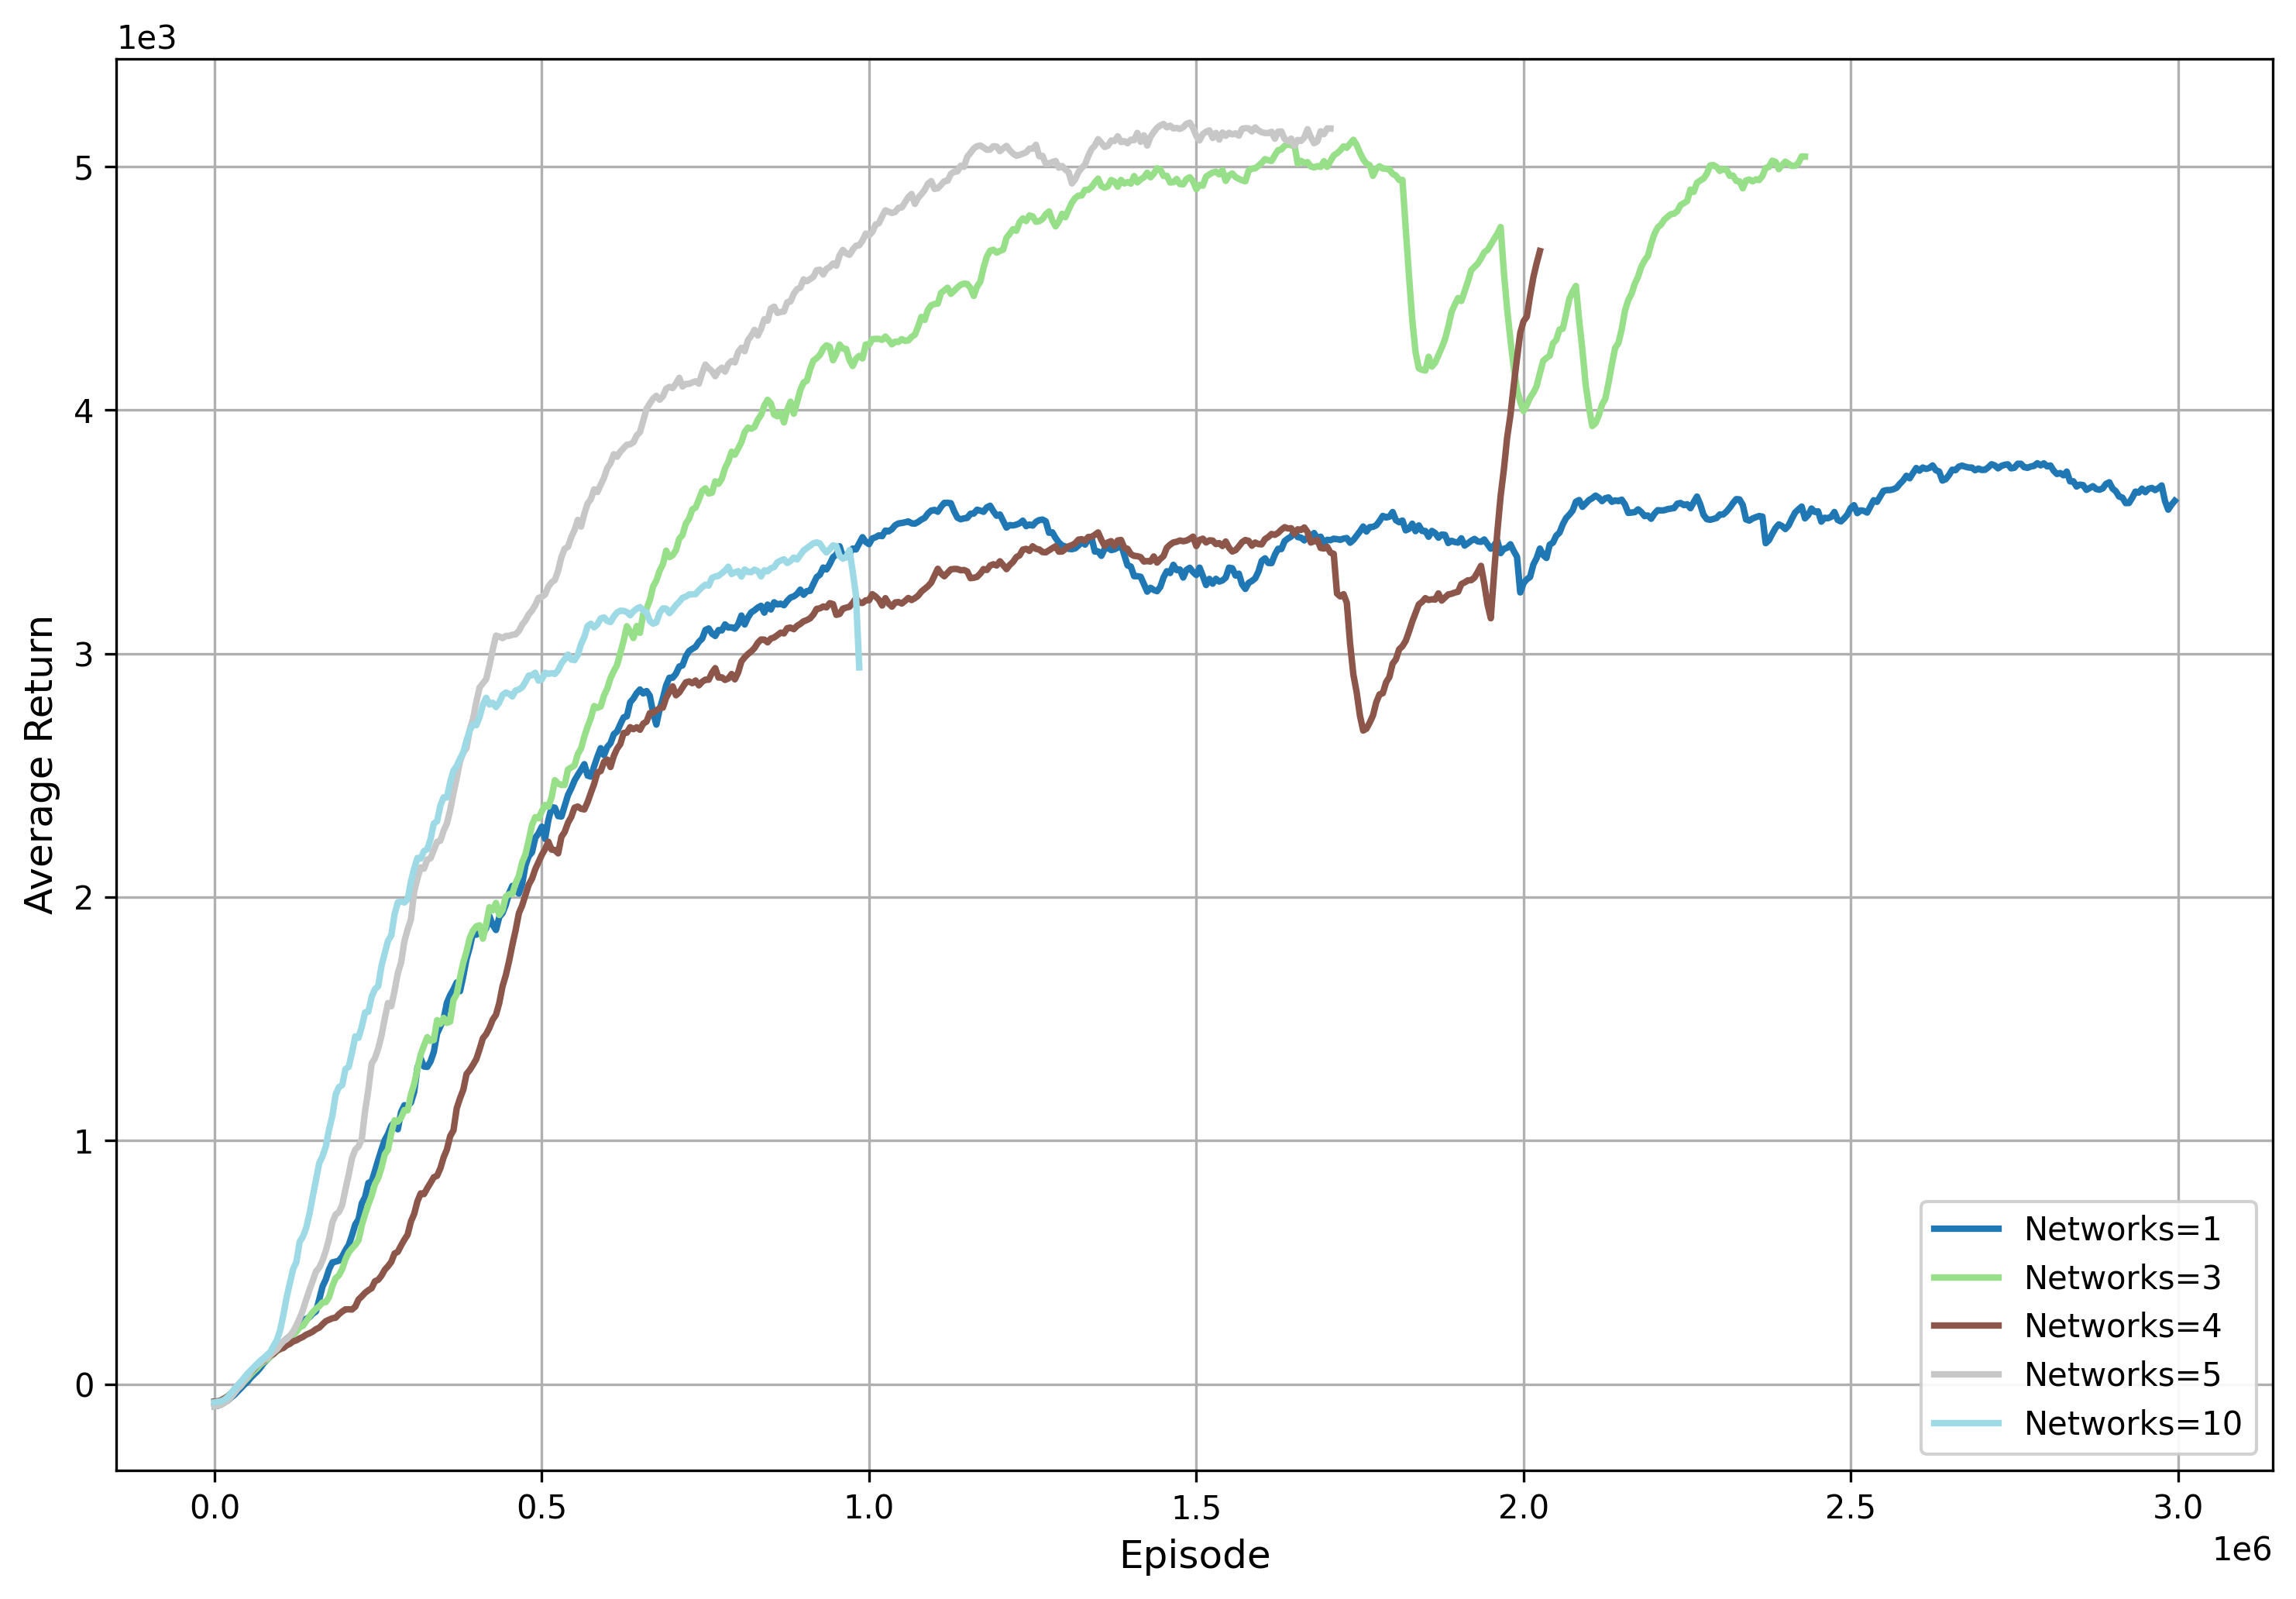 1e3
5
4
3
2
1
0
Average Return
0.0 0.5 1.0 1.5 2.0 2.5 3.0
1e6
Episode
Networks=1
Networks=3
Networks=4
Networks=5
Networks=10